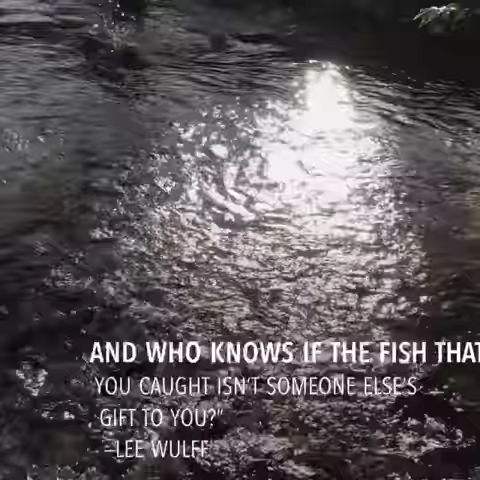 AND WHO KNOWS IF THE FISH THAT
YOU CAUGHT ISN'T SOMEONE ELSE'S
GIFT TO YOU?"
–LEE WULFF